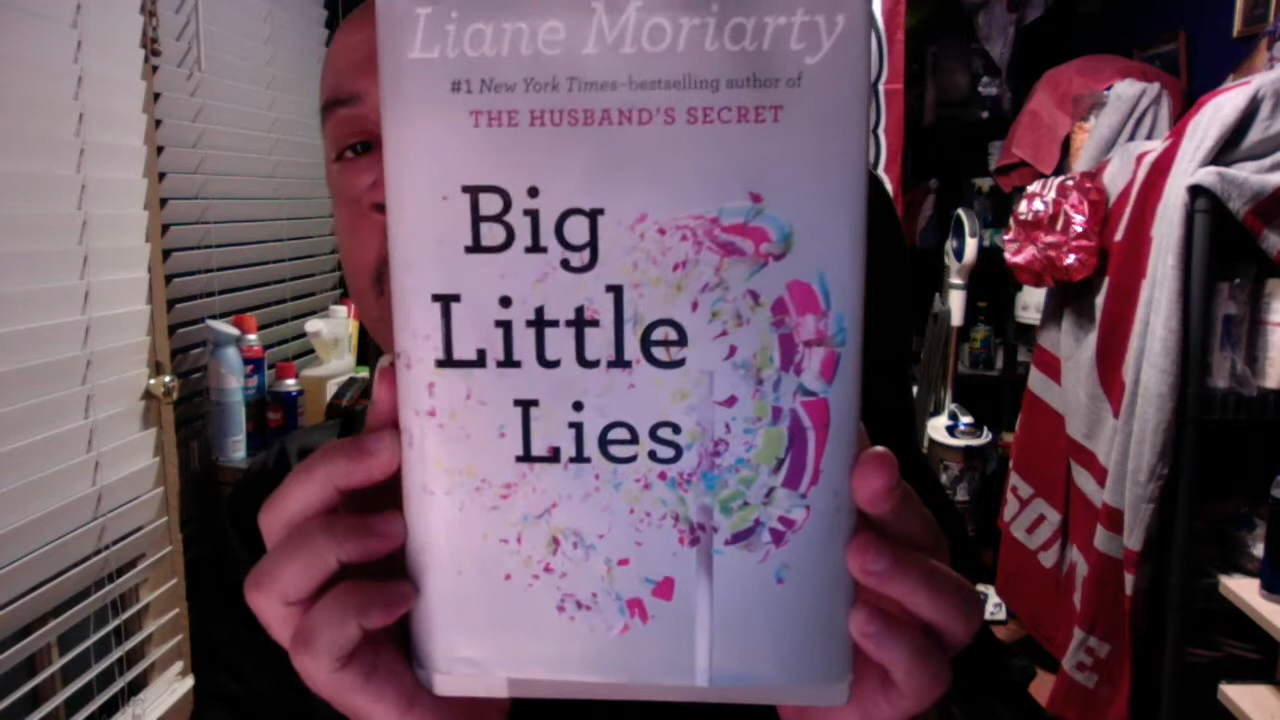 Liane Moriarty
#1 New York Times–bestselling author of
THE HUSBAND'S SECRET
Big
Little
Lies